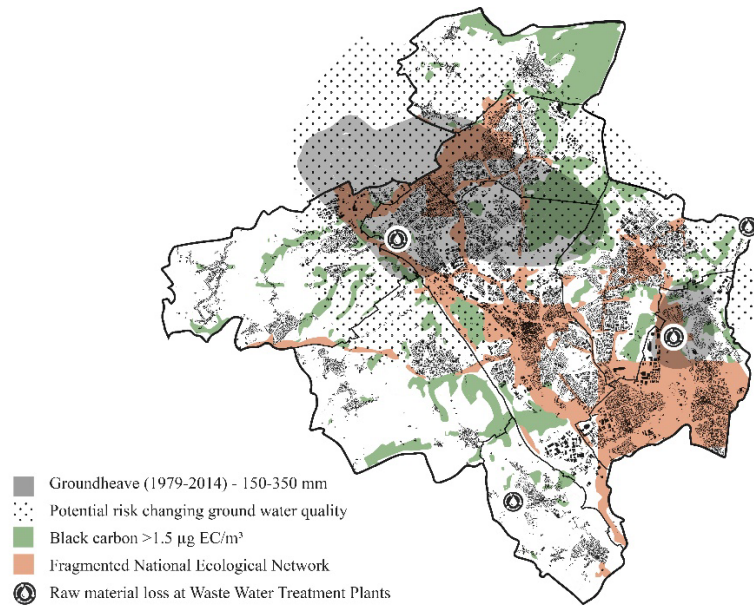 Groundheave (1979-2014) - 150-350 mm
Potential risk changing ground water quality
Black carbon >1.5 µg EC/m³
Fragmented National Ecological Network
Raw material loss at Waste Water Treatment Plants